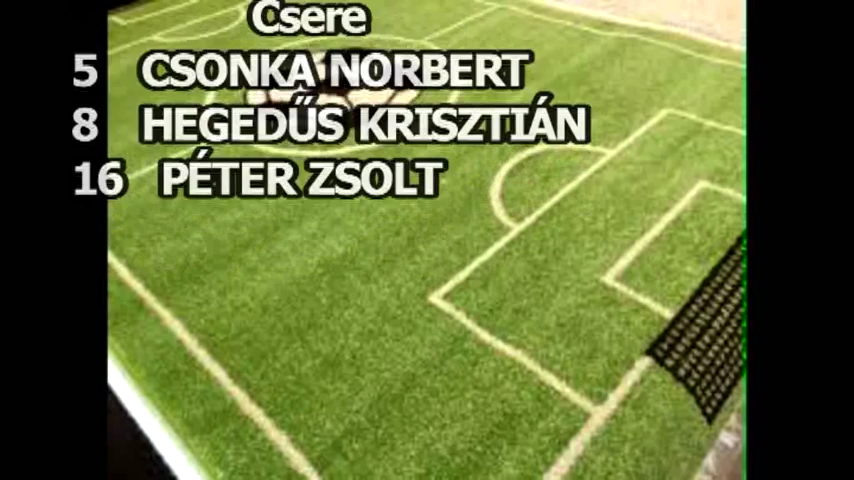 Csere
5 CSONKA NORBERT
8 HEGEDŰS KRISZTIÁN
16 PÉTER ZSOLT